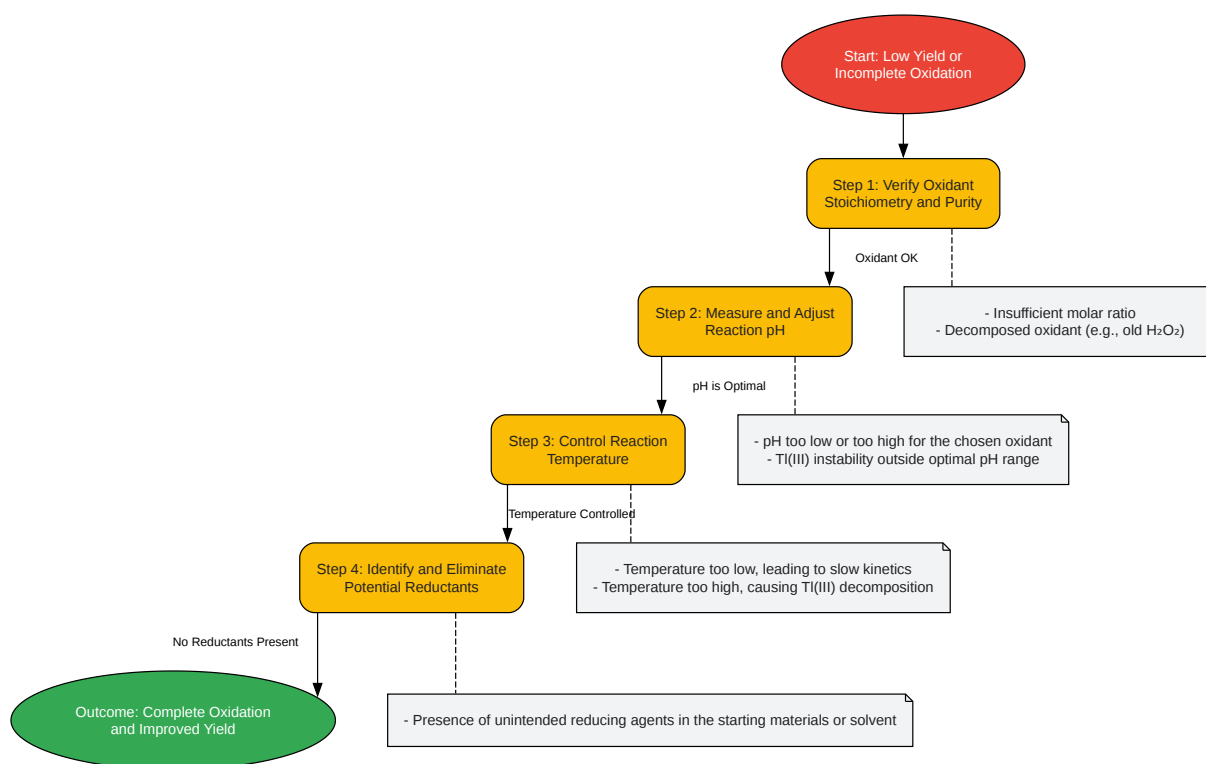 Start: Low Yield or
Incomplete Oxidation
Step 1: Verify Oxidant
Stoichiometry and Purity
Oxidant OK
- Insufficient molar ratio
- Decomposed oxidant (e.g., old H₂O₂)
Step 2: Measure and Adjust
Reaction pH
pH is Optimal
- pH too low or too high for the chosen oxidant
- Tl(III) instability outside optimal pH range
Step 3: Control Reaction
Temperature
Temperature Controlled
- Temperature too low, leading to slow kinetics
- Temperature too high, causing Tl(III) decomposition
Step 4: Identify and Eliminate
Potential Reductants
No Reductants Present
- Presence of unintended reducing agents in the starting materials or solvent
Outcome: Complete Oxidation
and Improved Yield